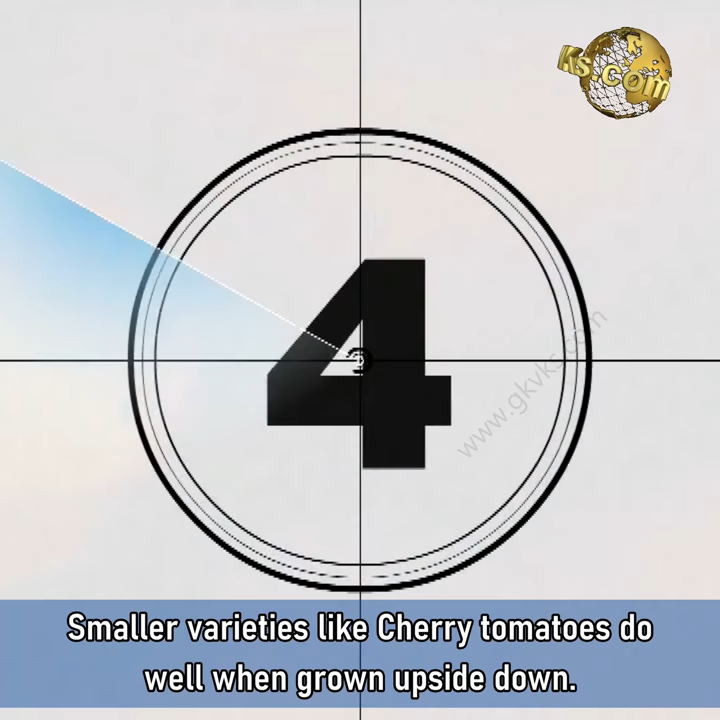 Ks.com
4
www.gkvks.com
Smaller varieties like Cherry tomatoes do
well when grown upside down.